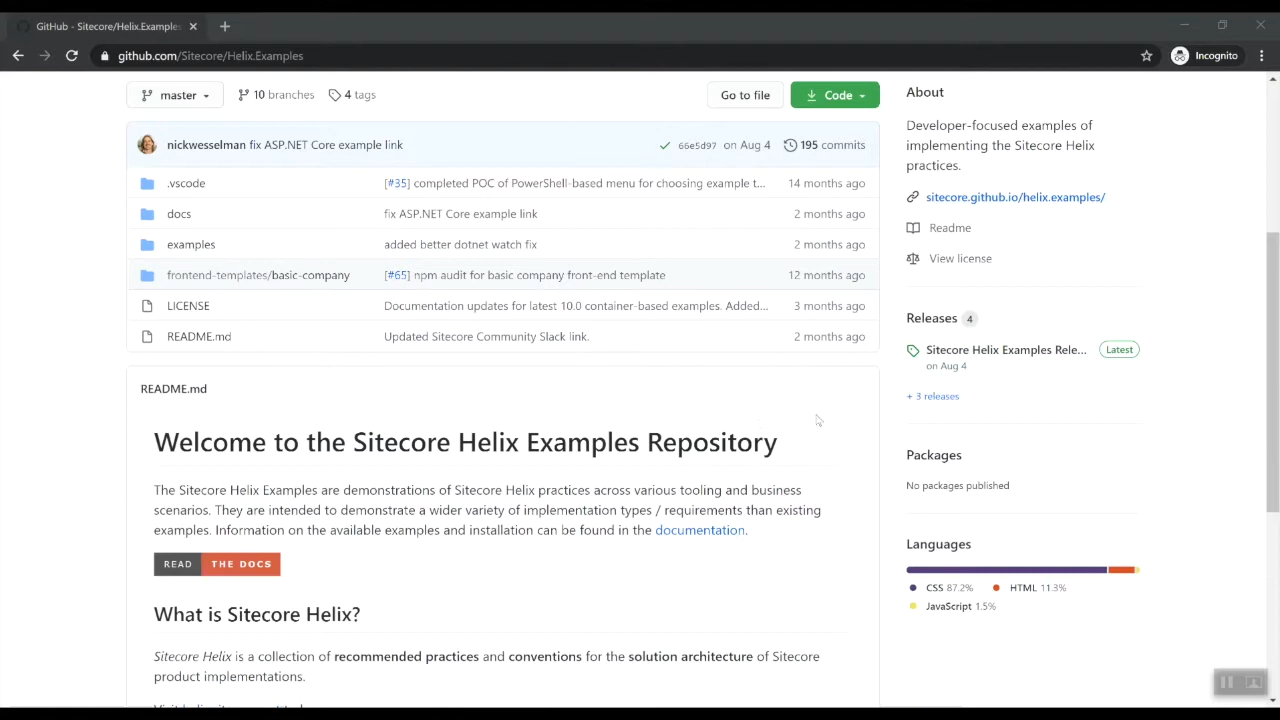 GitHub - Sitecore/Helix.Examples
github.com/Sitecore/Helix.Examples
Incognito
master
10 branches
4 tags
Go to file
Code
nickwesselman fix ASP.NET Core example link
66e5d97 on Aug 4
195 commits
.vscode [#35] completed POC of PowerShell-based menu for choosing example t... 14 months ago
docs fix ASP.NET Core example link 2 months ago
examples added better dotnet watch fix 2 months ago
frontend-templates/basic-company [#65] npm audit for basic company front-end template 12 months ago
LICENSE Documentation updates for latest 10.0 container-based examples. Added... 3 months ago
README.md Updated Sitecore Community Slack link. 2 months ago
README.md
Welcome to the Sitecore Helix Examples Repository
The Sitecore Helix Examples are demonstrations of Sitecore Helix practices across various tooling and business
scenarios. They are intended to demonstrate a wider variety of implementation types / requirements than existing
examples. Information on the available examples and installation can be found in the documentation.
READ THE DOCS
What is Sitecore Helix?
Sitecore Helix is a collection of recommended practices and conventions for the solution architecture of Sitecore
product implementations.
About
Developer-focused examples of
implementing the Sitecore Helix
practices.
sitecore.github.io/helix.examples/
Readme
View license
Releases 4
Sitecore Helix Examples Rele... Latest
on Aug 4
+ 3 releases
Packages
No packages published
Languages
CSS 87.2% HTML 11.3%
JavaScript 1.5%